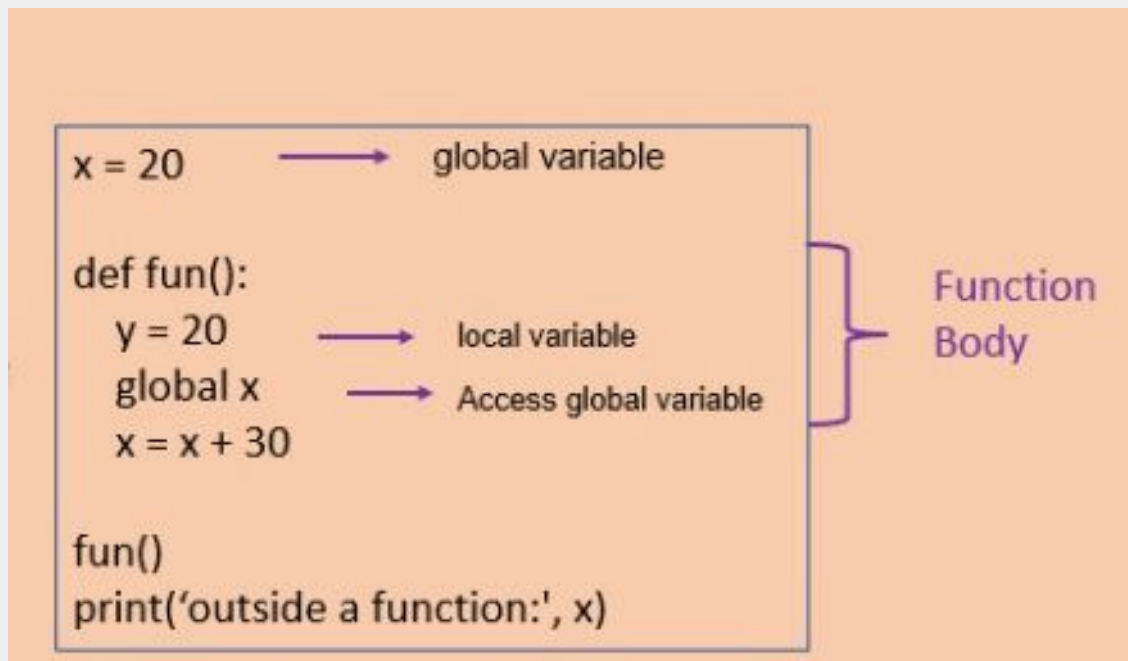 x = 20 global variable
def fun():
y = 20 local variable
global x Access global variable
x = x + 30
Function
Body
fun()
print(‘outside a function:', x)